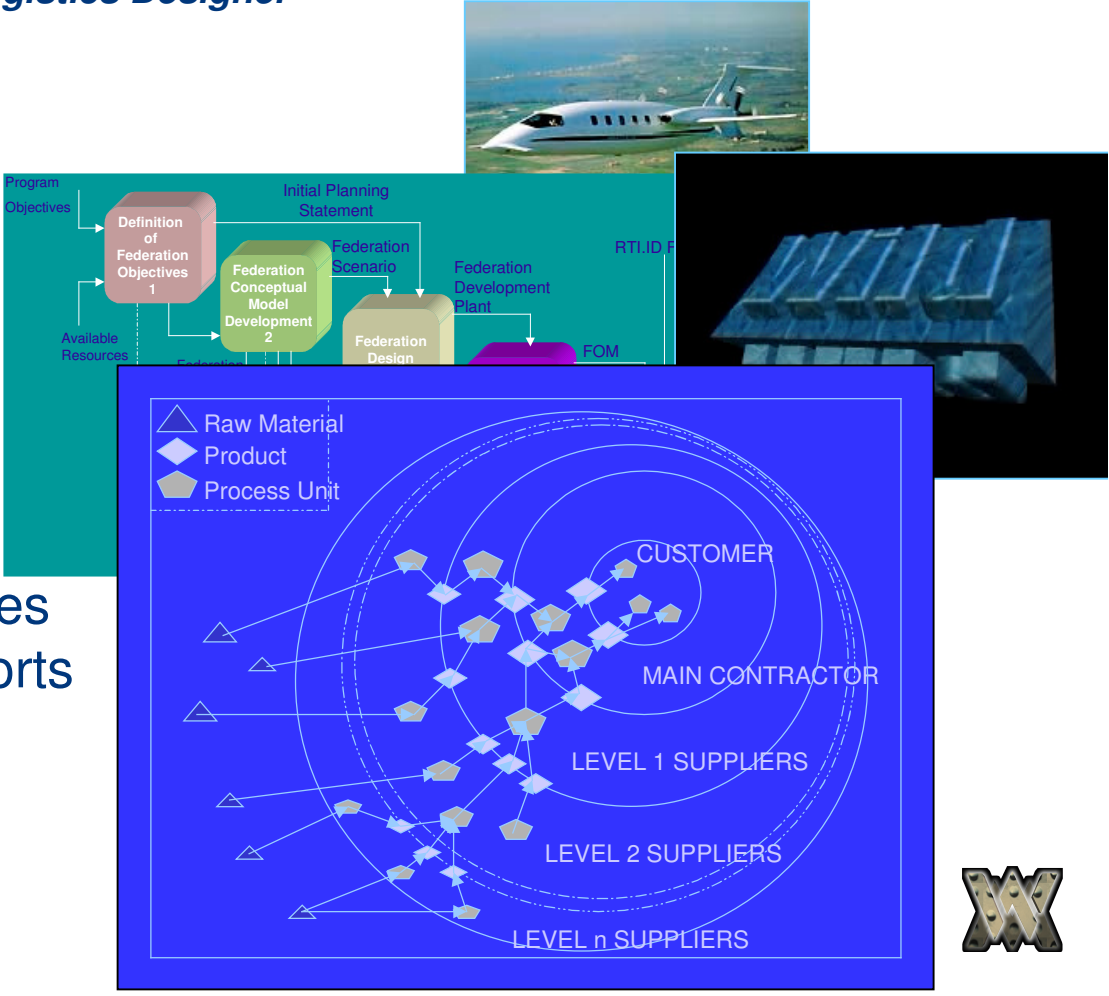 gistics Designer
Program
Objectives
Initial Planning
Statement
Definition
of
Federation
Objectives
1
Federation
Scenario
RTI.ID F
Federation
Conceptual
Model
Development
2
Federation
Development
Plant
Available
Resources
Federation
Design
FOM
Federation
Raw Material
Product
Process Unit
CUSTOMER
es
orts
MAIN CONTRACTOR
LEVEL 1 SUPPLIERS
LEVEL 2 SUPPLIERS
LEVEL n SUPPLIERS